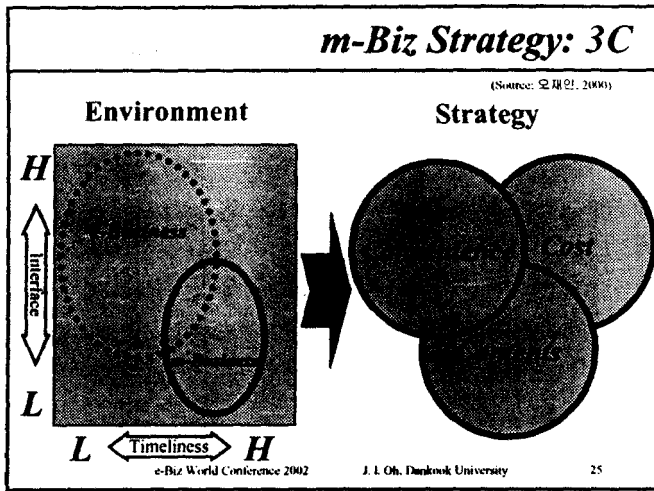 m-Biz Strategy: 3C
(Source: 오재인, 2000)
Environment
Strategy
H
Interface
L
L
Timeliness
H
Cost
e-Biz World Conference 2002
J. I. Oh, Dankook University
25